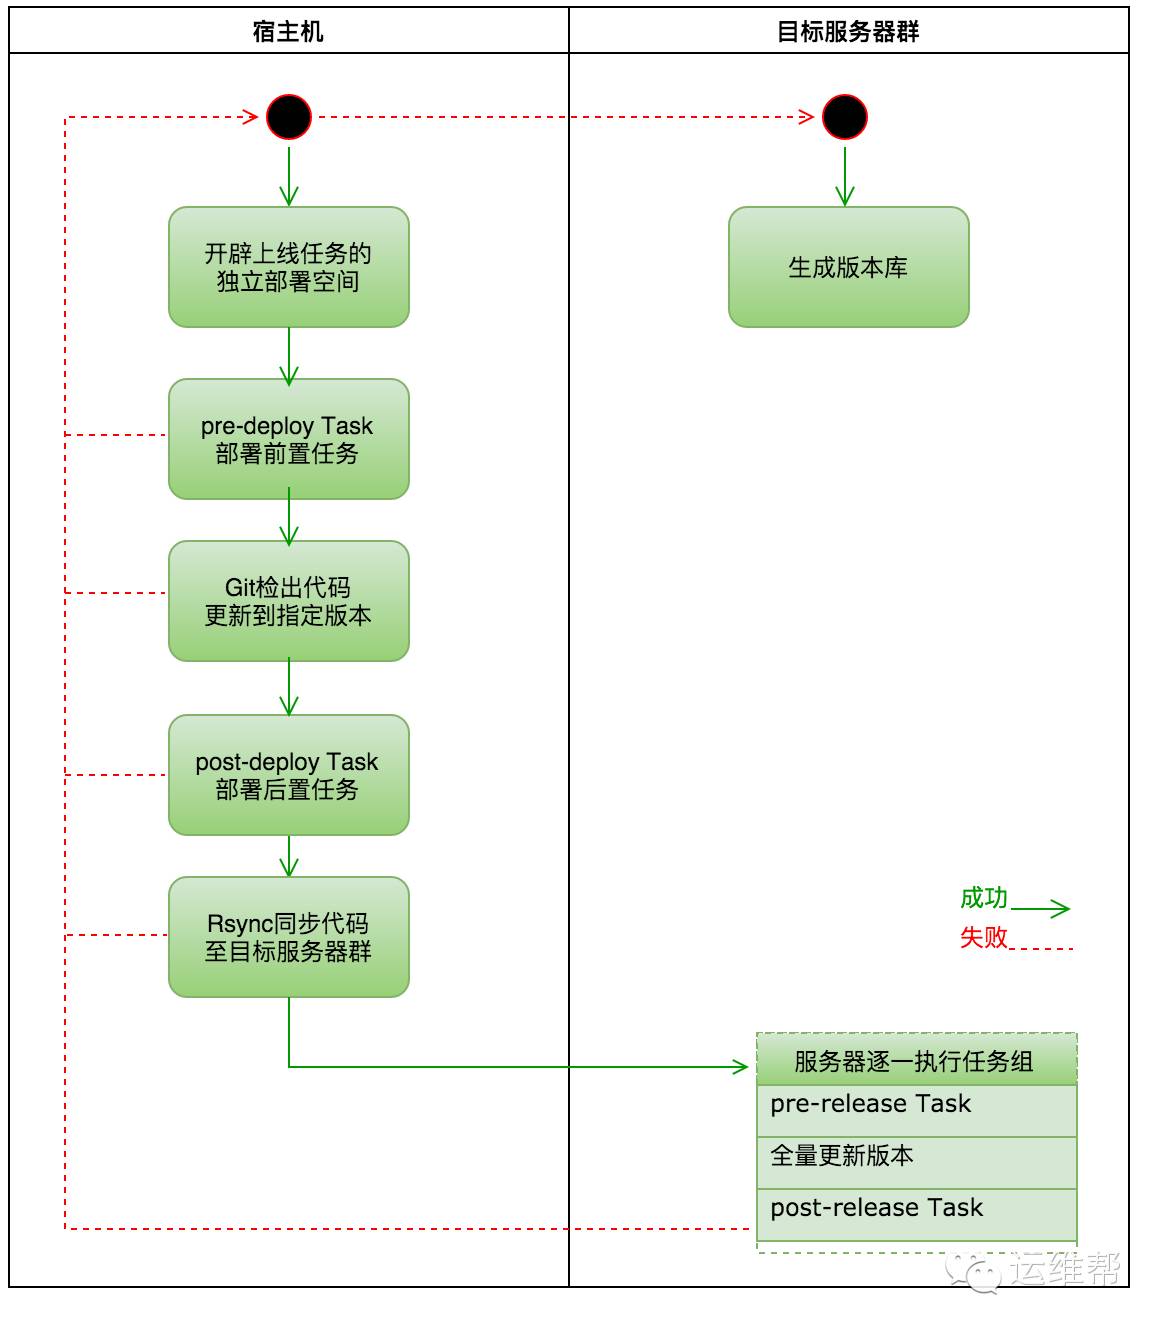 宿主机
目标服务器群
开辟上线任务的
独立部署空间
生成版本库
pre-deploy Task
部署前置任务
Git检出代码
更新到指定版本
post-deploy Task
部署后置任务
Rsync同步代码
至目标服务器群
成功
失败
服务器逐一执行任务组
pre-release Task
全量更新版本
post-release Task
运维帮